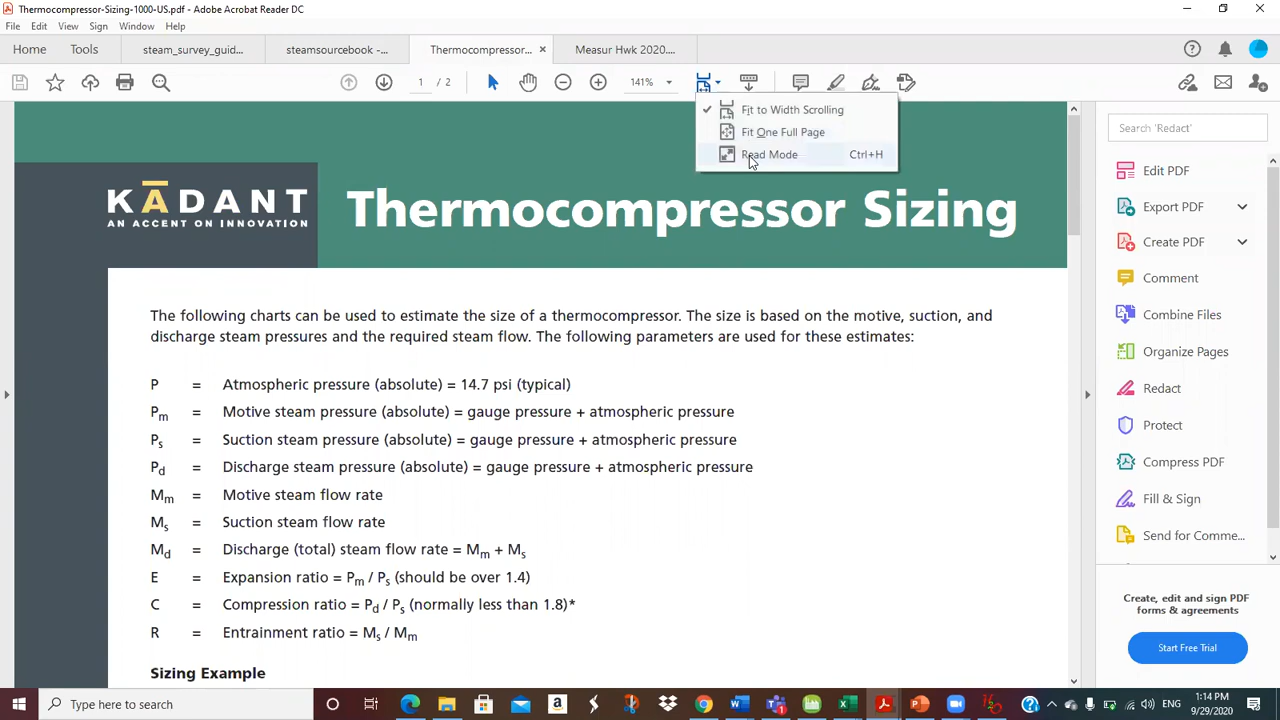 Thermocompressor-Sizing-1000-US.pdf - Adobe Acrobat Reader DC
File Edit View Sign Window Help
Home Tools steam_survey_guid... steamsourcebook -... Thermocompressor... × Measur Hwk 2020....
1 / 2 141%
Fit to Width Scrolling
Fit One Full Page
Read Mode Ctrl+H
Search 'Redact'
Edit PDF
Export PDF
Create PDF
Comment
Combine Files
Organize Pages
Redact
Protect
Compress PDF
Fill & Sign
Send for Comme...
Create, edit and sign PDF
forms & agreements
Start Free Trial
KADANT
AN ACCENT ON INNOVATION
Thermocompressor Sizing
The following charts can be used to estimate the size of a thermocompressor. The size is based on the motive, suction, and
discharge steam pressures and the required steam flow. The following parameters are used for these estimates:
P = Atmospheric pressure (absolute) = 14.7 psi (typical)
Pm = Motive steam pressure (absolute) = gauge pressure + atmospheric pressure
Ps = Suction steam pressure (absolute) = gauge pressure + atmospheric pressure
Pd = Discharge steam pressure (absolute) = gauge pressure + atmospheric pressure
Mm = Motive steam flow rate
Ms = Suction steam flow rate
Md = Discharge (total) steam flow rate = Mm + Ms
E = Expansion ratio = Pm / Ps (should be over 1.4)
C = Compression ratio = Pd / Ps (normally less than 1.8)*
R = Entrainment ratio = Ms / Mm
Sizing Example
Type here to search
ENG
1:14 PM
9/29/2020